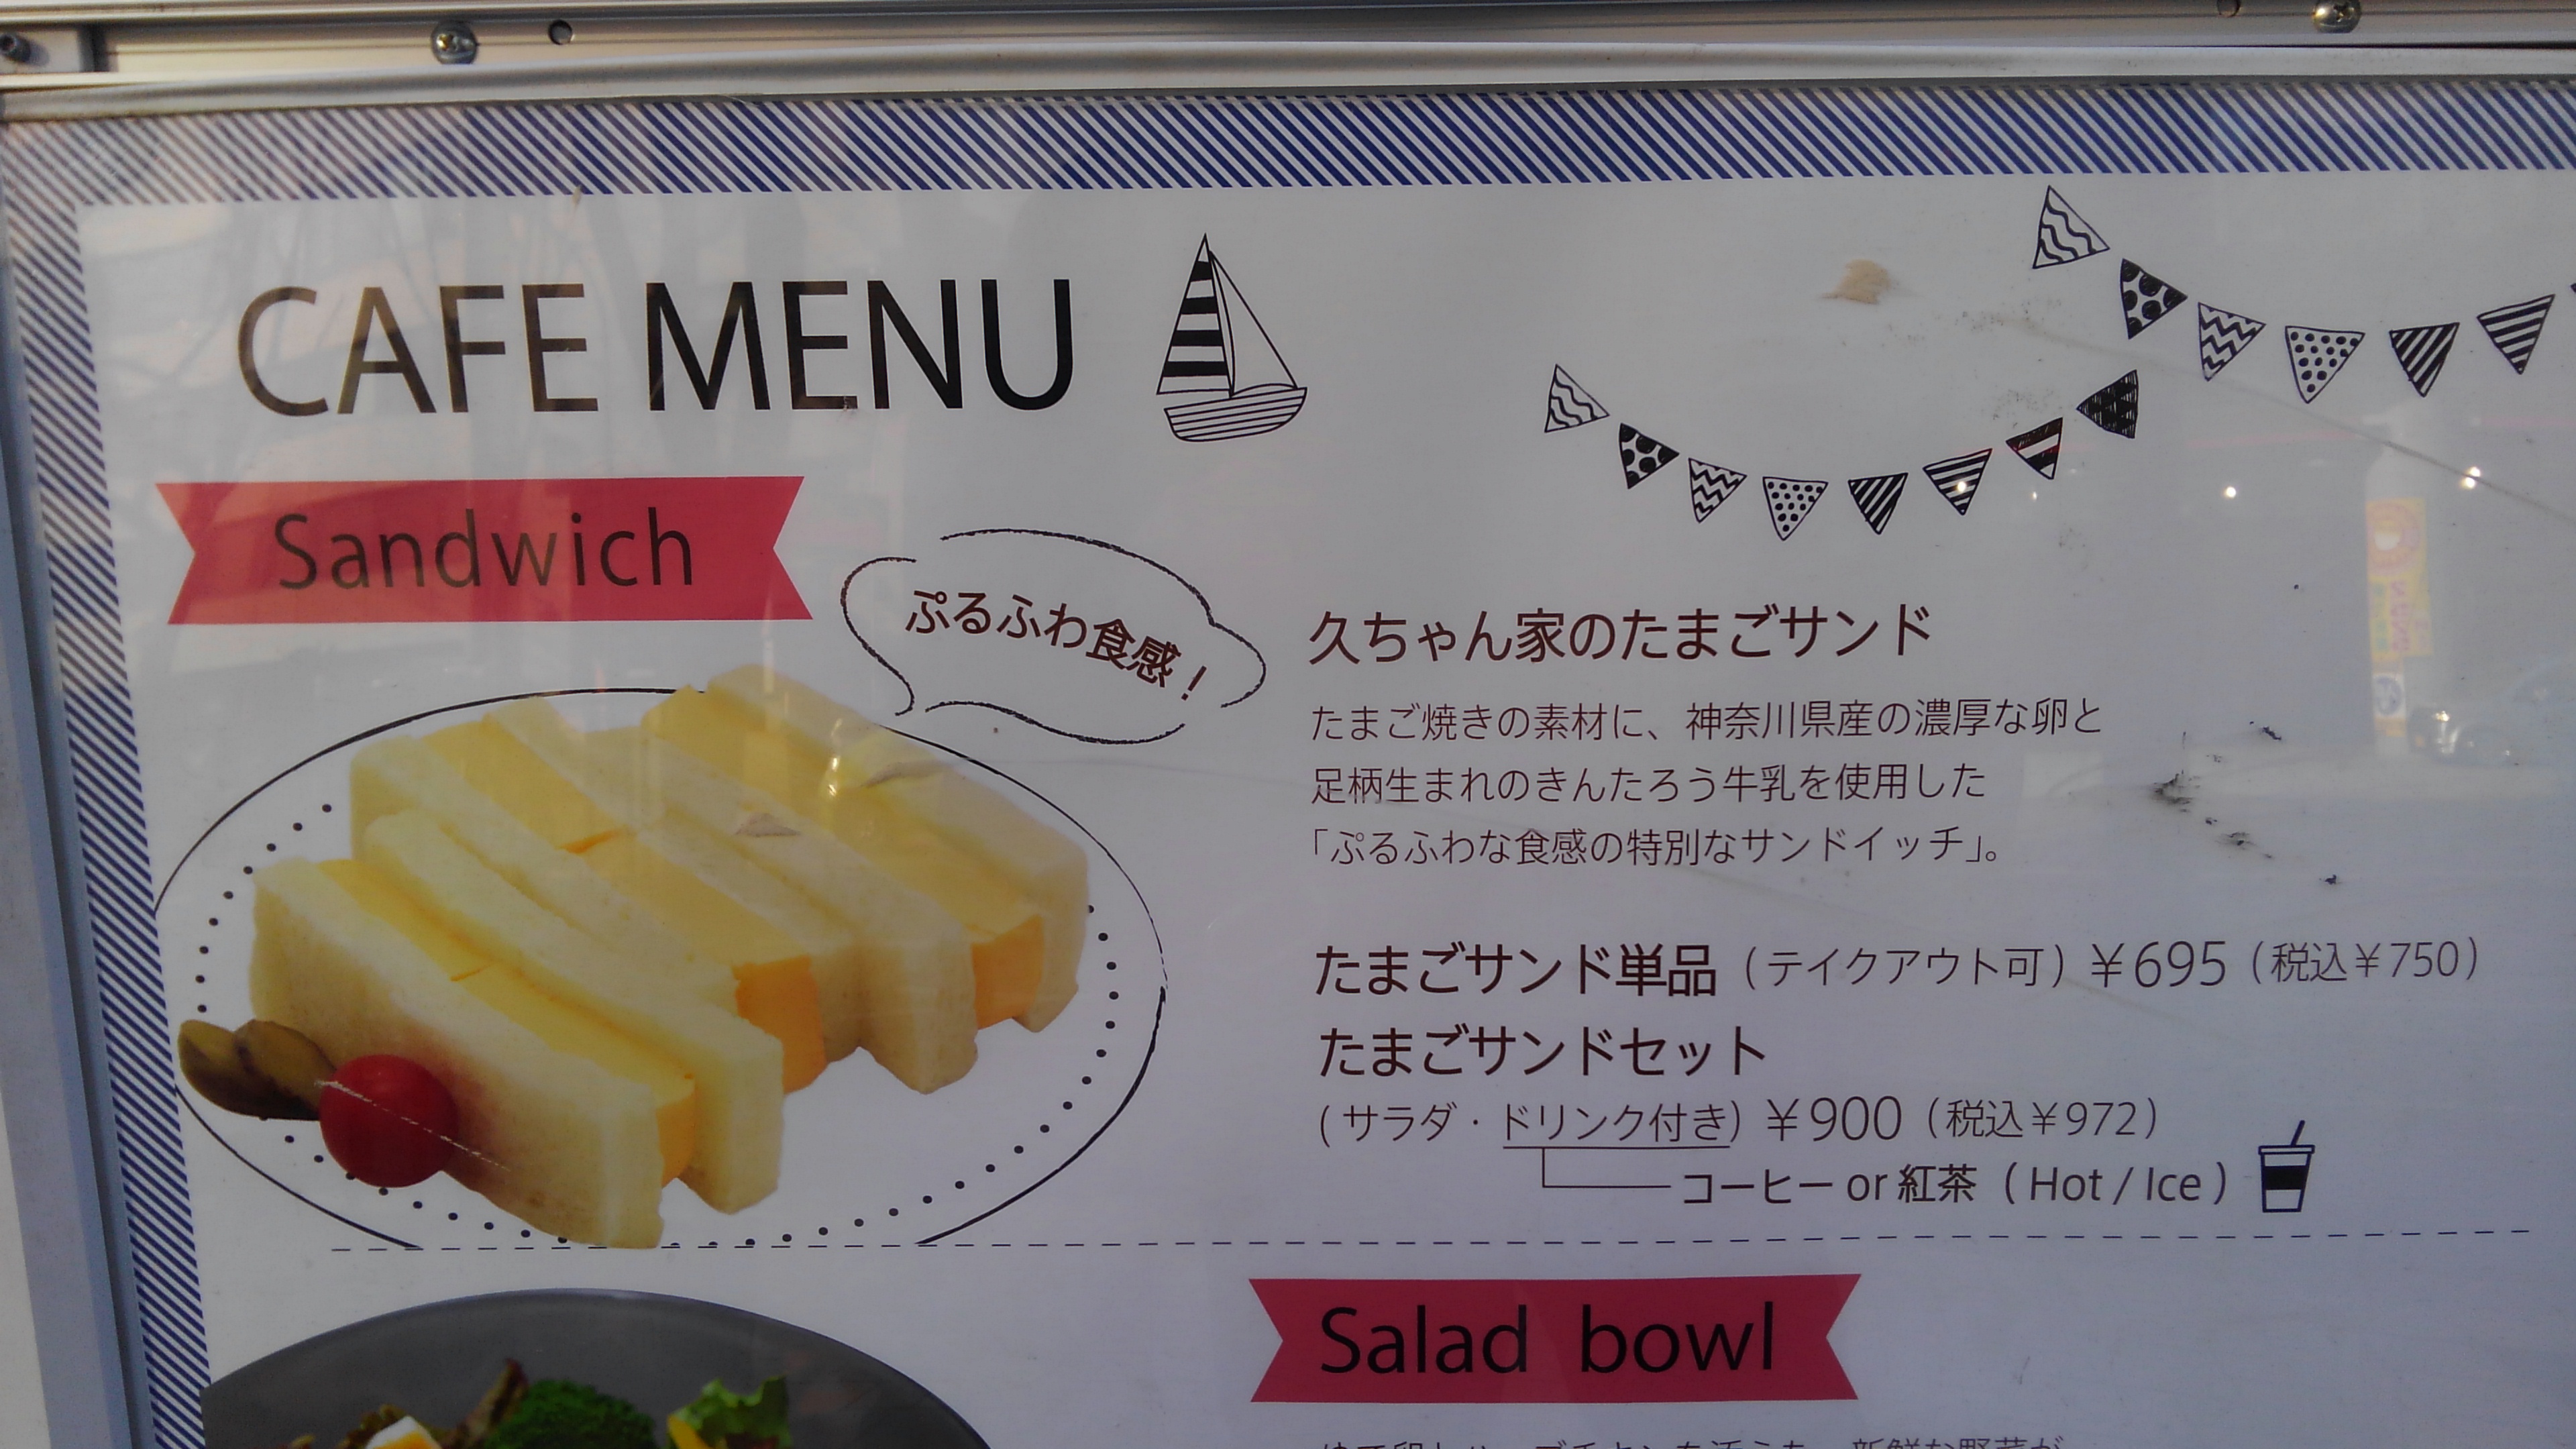 CAFE MENU
Sandwich
ぷるふわ食感！
久ちゃん家のたまごサンド
たまご焼きの素材に、神奈川県産の濃厚な卵と
足柄生まれのきんたろう牛乳を使用した
「ぷるふわな食感の特別なサンドイッチ」。
たまごサンド単品（テイクアウト可）￥695（税込￥750）
たまごサンドセット
(サラダ・ドリンク付き) ￥900（税込￥972）
コーヒー or 紅茶（Hot / Ice）
Salad bowl